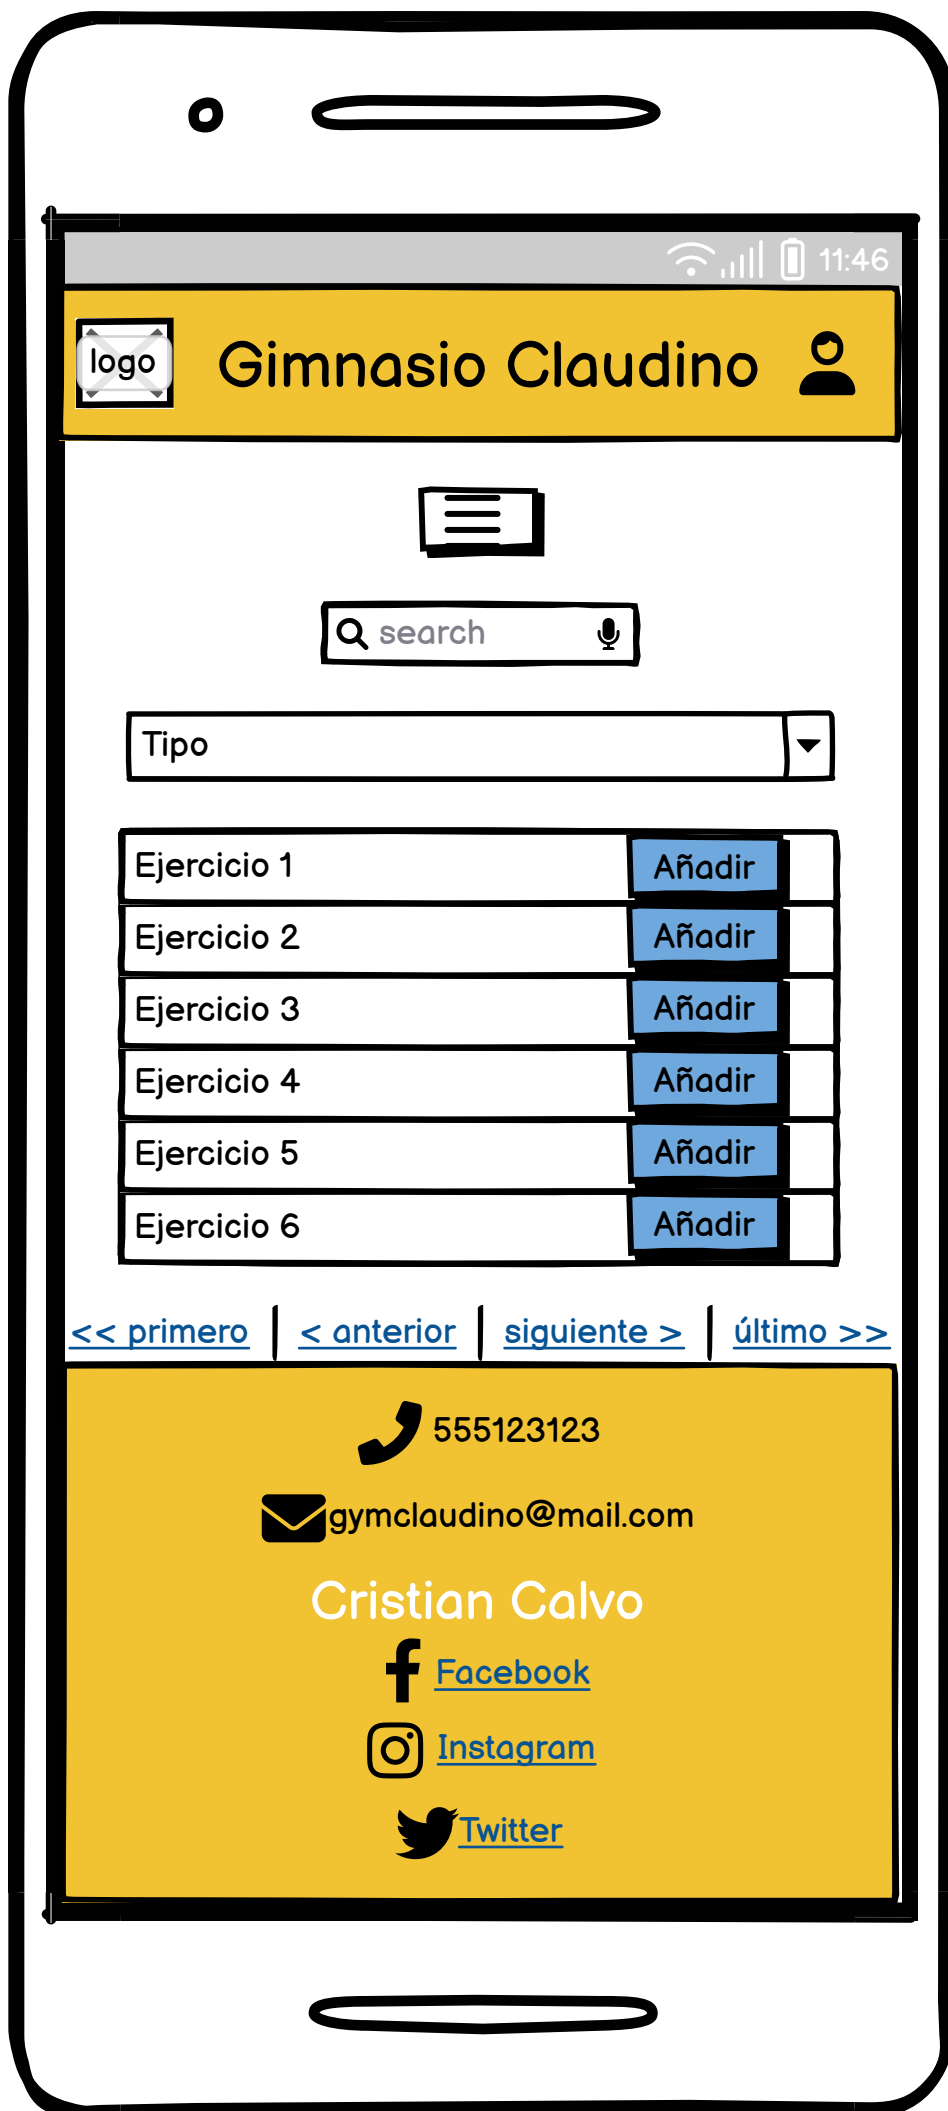 11:46
logo
Gimnasio Claudino
search
Tipo
Ejercicio 1 Añadir
Ejercicio 2 Añadir
Ejercicio 3 Añadir
Ejercicio 4 Añadir
Ejercicio 5 Añadir
Ejercicio 6 Añadir
<< primero | < anterior | siguiente > | último >>
555123123
gymclaudino@mail.com
Cristian Calvo
Facebook
Instagram
Twitter